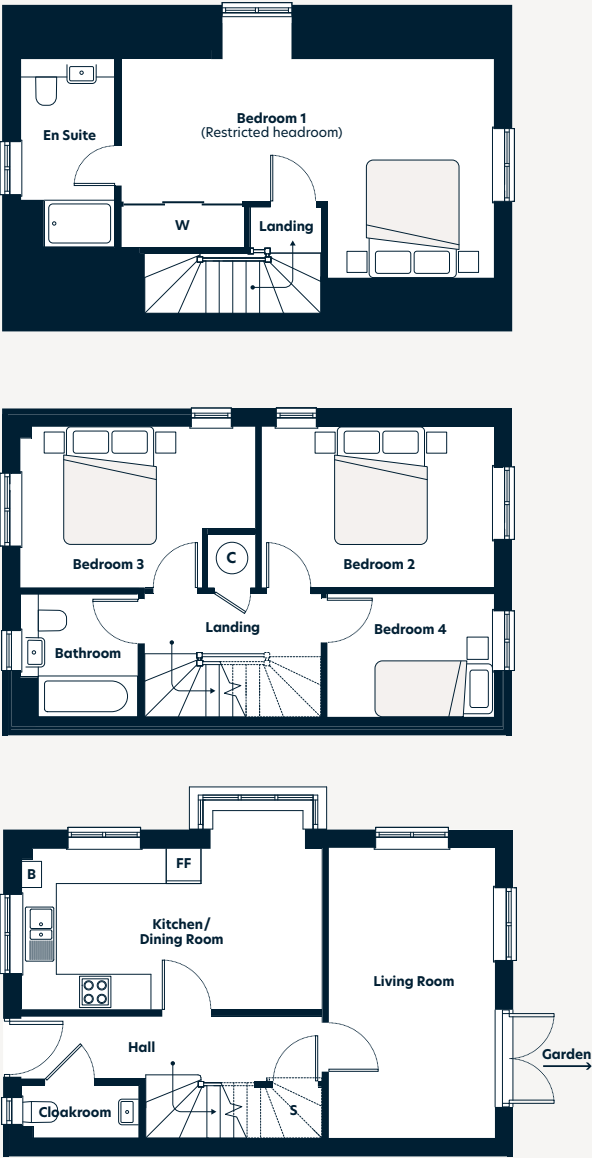 En Suite
Bedroom 1
(Restricted headroom)
W
Landing
Bedroom 3
C
Bedroom 2
Landing
Bedroom 4
Bathroom
B
FF
Kitchen/
Dining Room
Living Room
Hall
Garden
Cloakroom
S